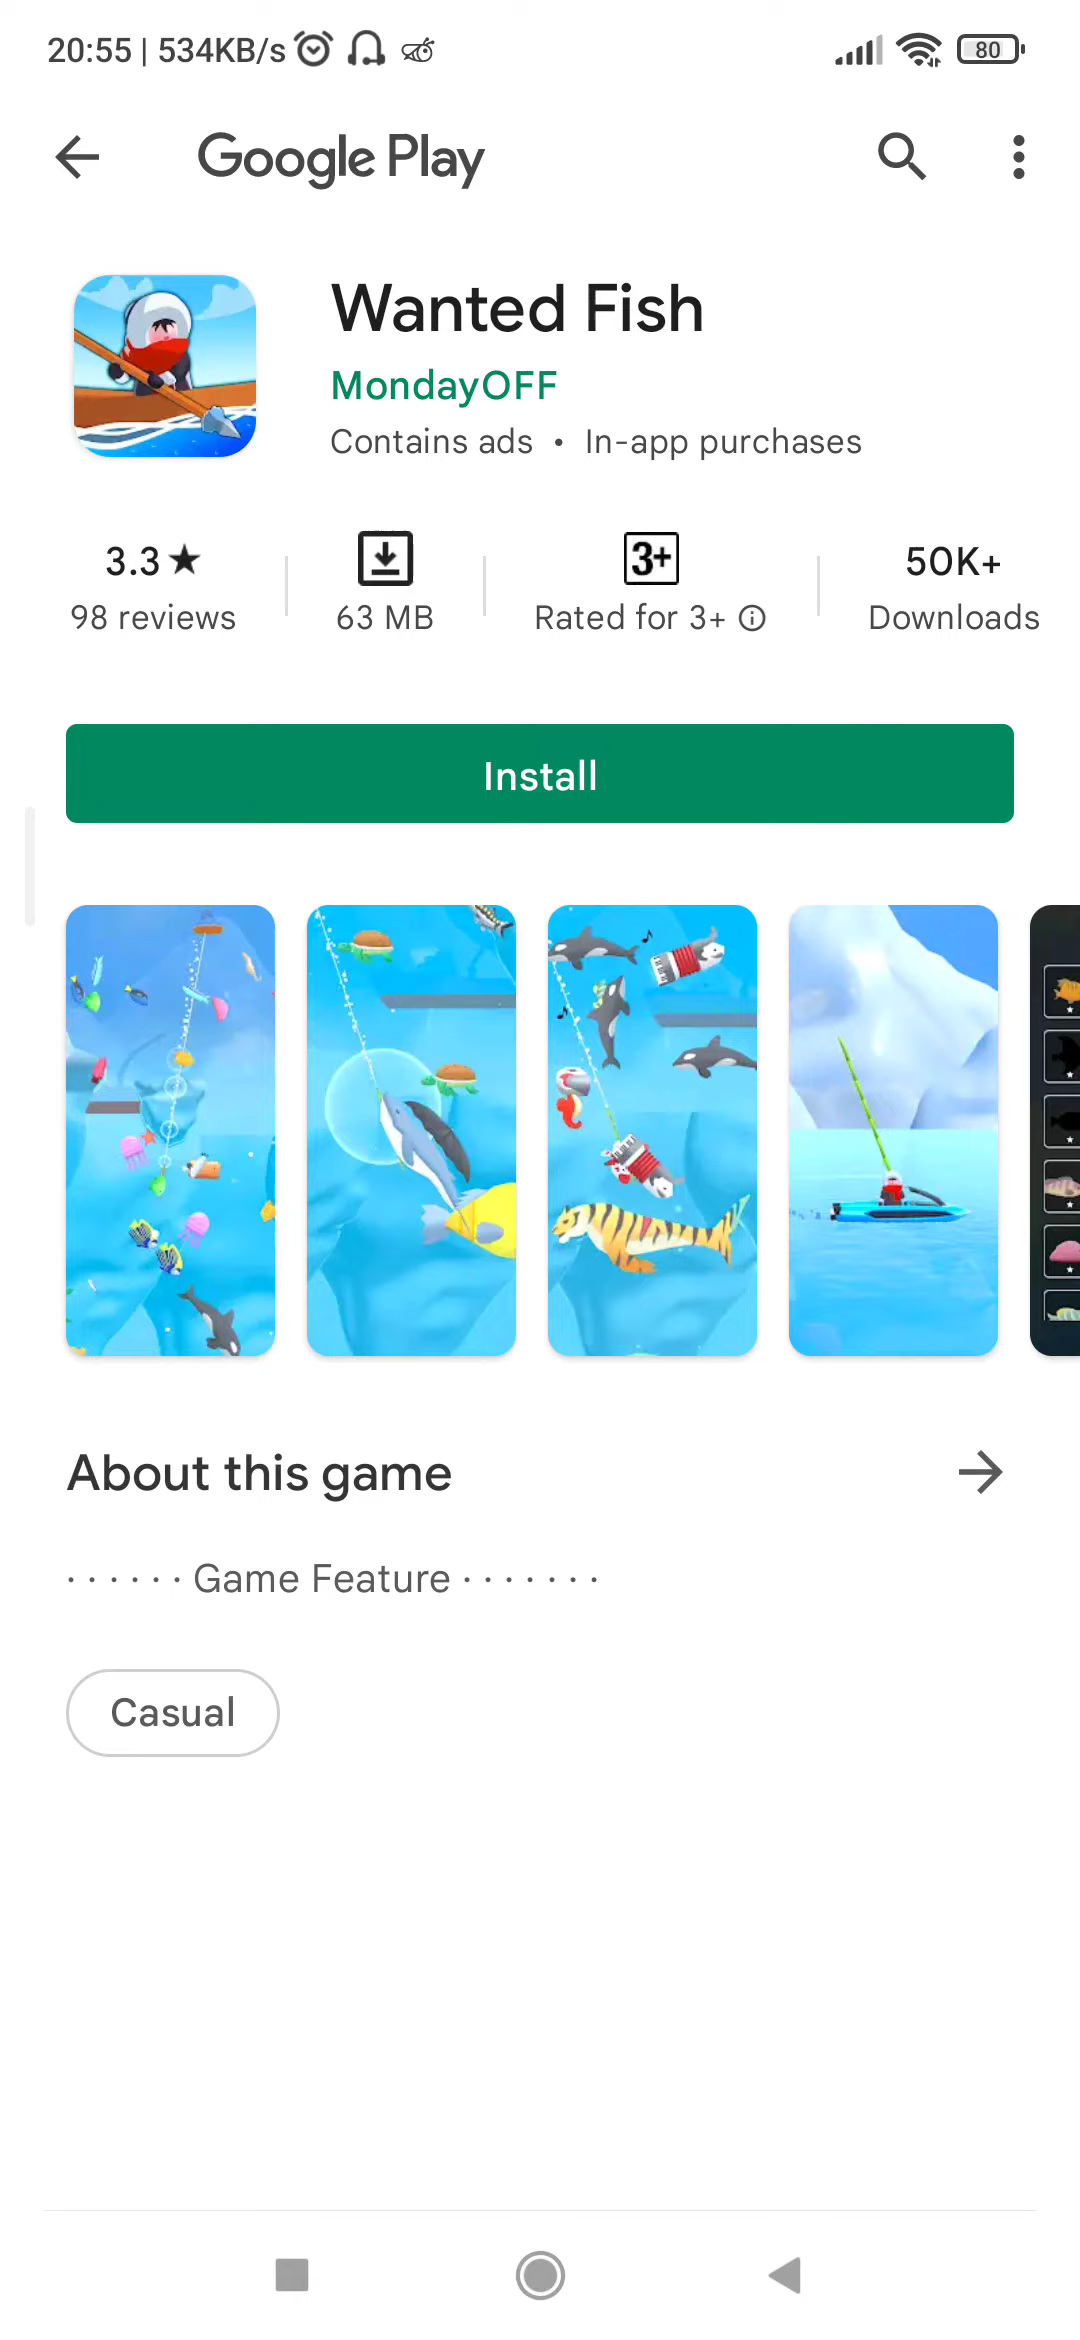 20:55 | 534KB/s
80
Google Play
Wanted Fish
MondayOFF
Contains ads • In-app purchases
3.3★
98 reviews
63 MB
3+
Rated for 3+
50K+
Downloads
Install
About this game
· · · · · · Game Feature · · · · · · ·
Casual